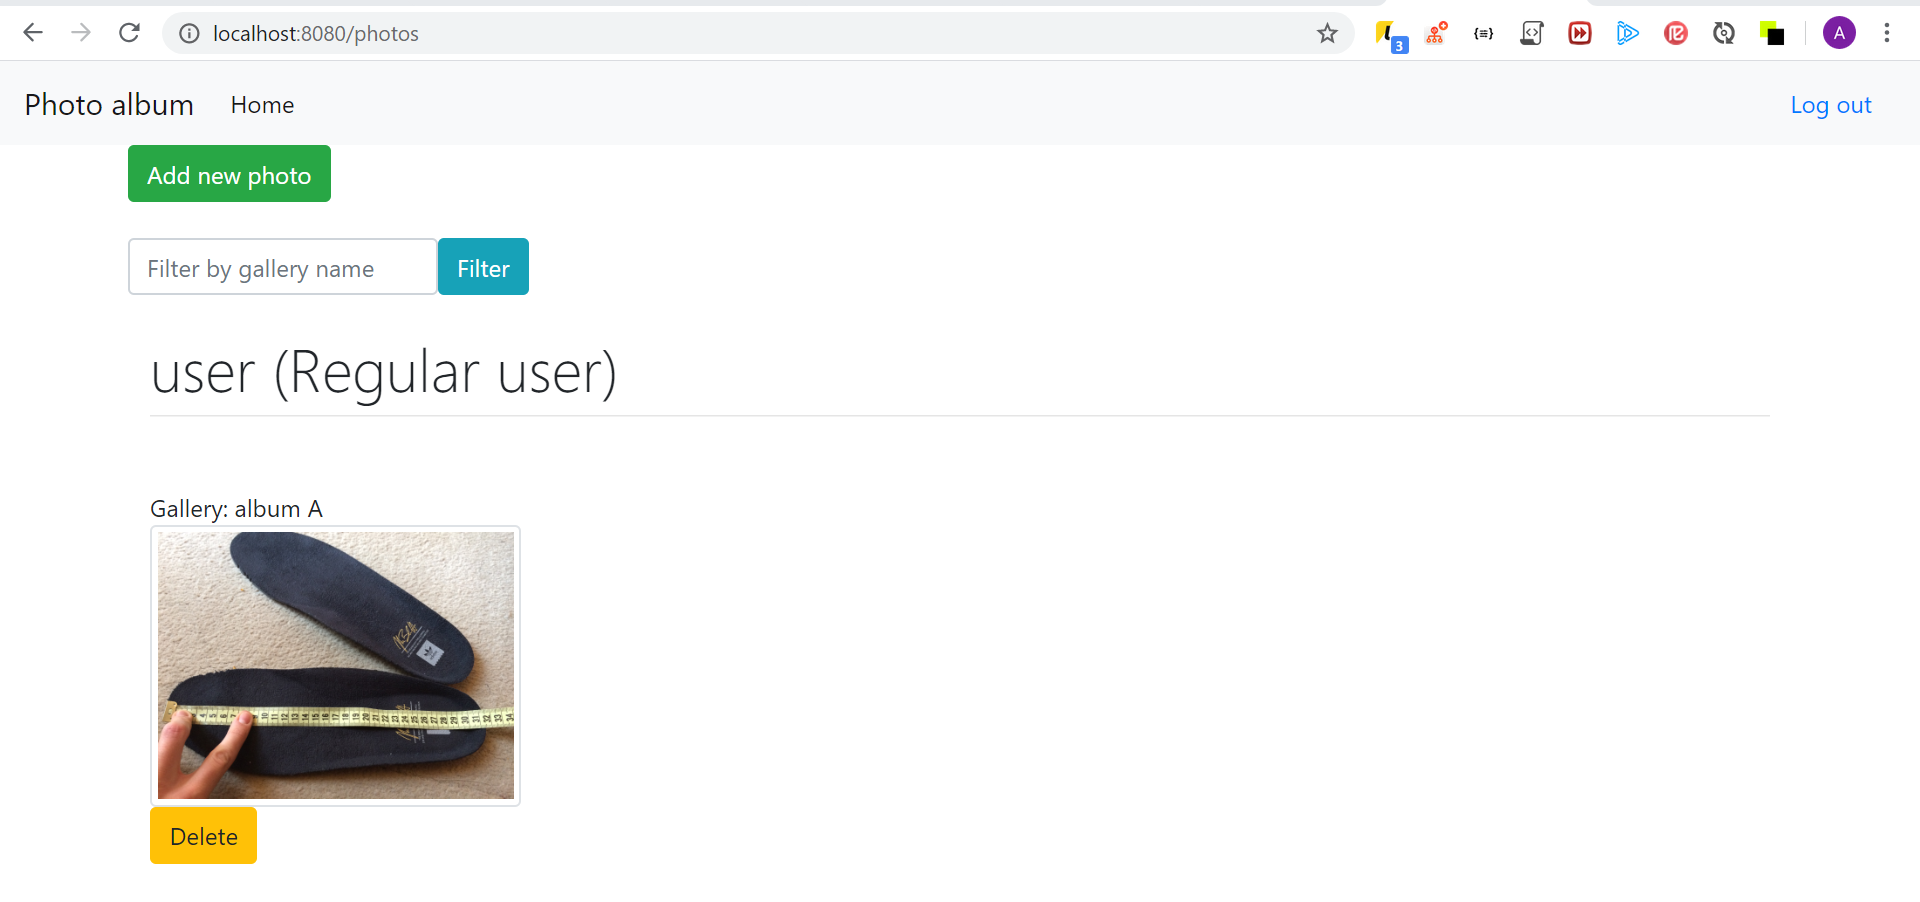 localhost:8080/photos
3
A
Photo album
Home
Log out
Add new photo
Filter by gallery name
Filter
user (Regular user)
Gallery: album A
Delete